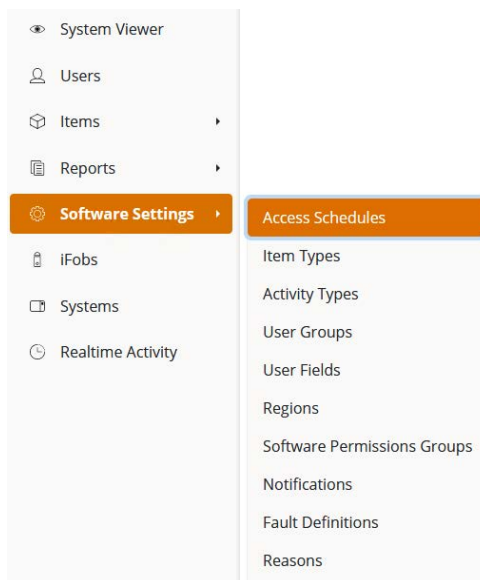 System Viewer
Users
Items
Reports
Software Settings
iFobs
Systems
Realtime Activity
Access Schedules
Item Types
Activity Types
User Groups
User Fields
Regions
Software Permissions Groups
Notifications
Fault Definitions
Reasons